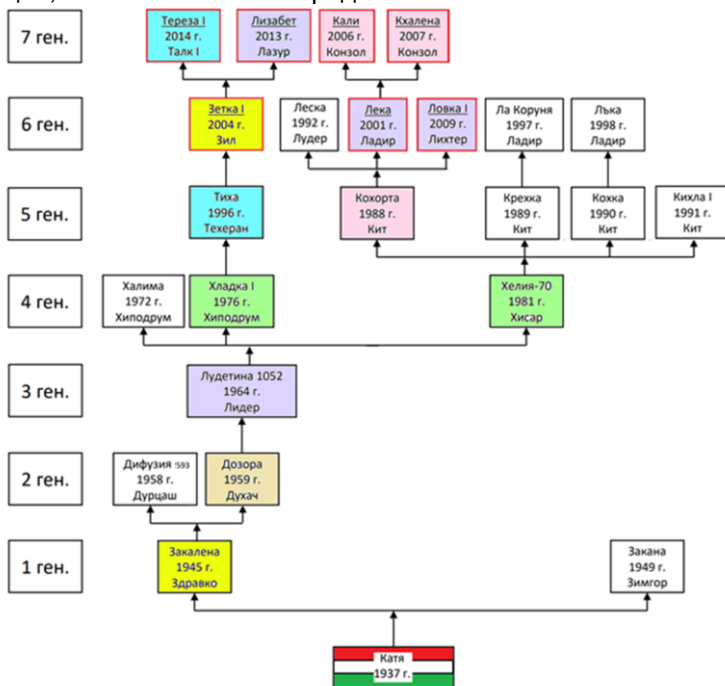 7 ген.
Тереза I
2014 г.
Талк I
Лизабет
2013 г.
Лазур
Кали
2006 г.
Конзол
Кхалена
2007 г.
Конзол
6 ген.
Зетка I
2004 г.
Зил
Леска
1992 г.
Лудер
Лека
2001 г.
Ладир
Ловка I
2009 г.
Лихтер
Ла Коруня
1997 г.
Ладир
Лъка
1998 г.
Ладир
5 ген.
Тиха
1996 г.
Техеран
Кохорта
1988 г.
Кит
Крехка
1989 г.
Кит
Кохка
1990 г.
Кит
Кихла I
1991 г.
Кит
4 ген.
Халима
1972 г.
Хиподрум
Хладка I
1976 г.
Хиподрум
Хелия-70
1981 г.
Хисар
3 ген.
Лудетина 1052
1964 г.
Лидер
2 ген.
Дифузия :593
1958 г.
Дурцаш
Дозора
1959 г.
Духач
1 ген.
Закалена
1945 г.
Здравко
Закана
1949 г.
Зимгор
Катя
1937 г.